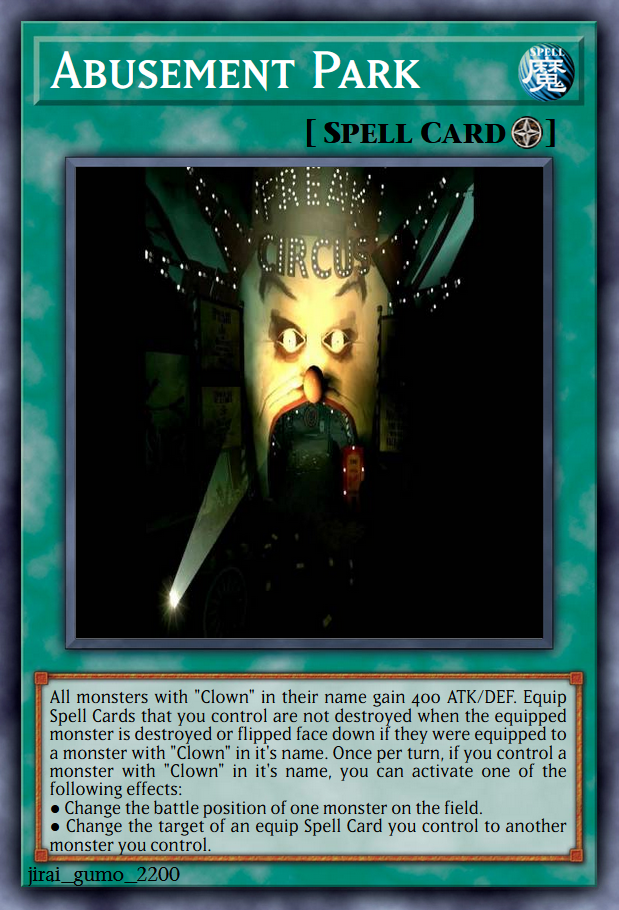 Abusement Park
SPELL
魔
[ Spell Card ]
FREAK
CIRCUS
All monsters with "Clown" in their name gain 400 ATK/DEF. Equip
Spell Cards that you control are not destroyed when the equipped
monster is destroyed or flipped face down if they were equipped to
a monster with "Clown" in it's name. Once per turn, if you control a
monster with "Clown" in it's name, you can activate one of the
following effects:
● Change the battle position of one monster on the field.
● Change the target of an equip Spell Card you control to another
monster you control.
jirai_gumo_2200